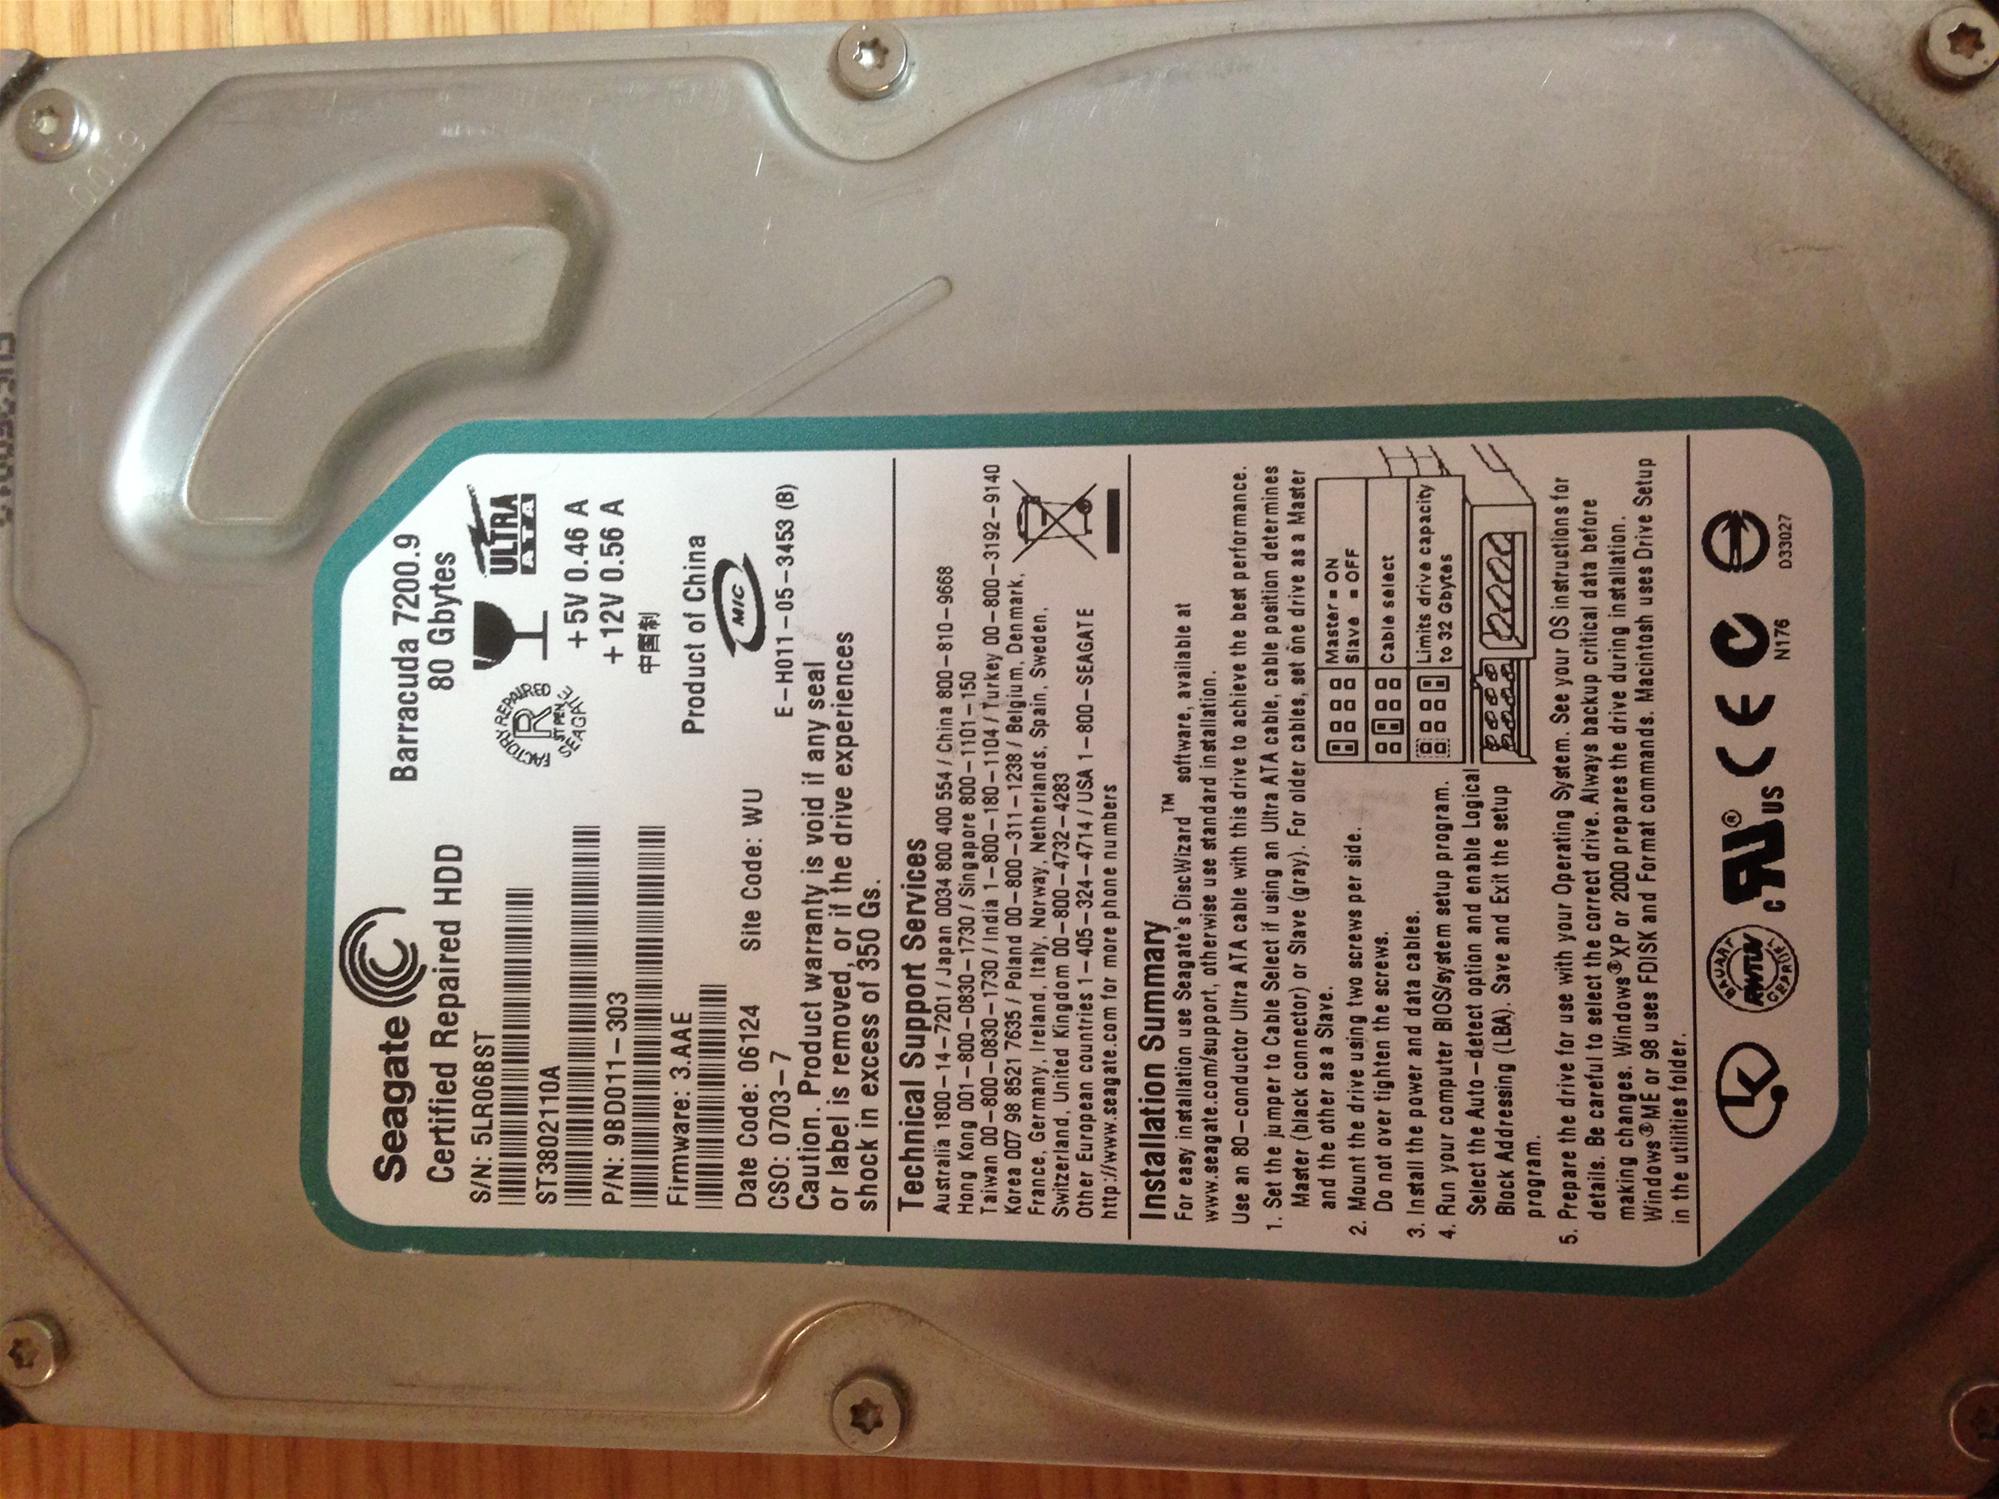 Seagate
Certified Repaired HDD
S/N: 5LR06BST
ST3802110A
P/N: 9BD011-303
Firmware: 3.AAE
Date Code: 06124 Site Code: WU
CSO: 0703-7
Barracuda 7200.9
80 Gbytes
ULTRA
ATA
FACTORY REPAIRED
R
SEAGATE
+5V 0.46 A
+12V 0.56 A
中国制
Product of China
MIC
E-H011-05-3453 (B)
Caution. Product warranty is void if any seal
or label is removed, or if the drive experiences
shock in excess of 350 Gs.
Technical Support Services
Australia 1800-14-7201 / Japan 0034 800 400 554 / China 800-810-9668
Hong Kong 001-800-0830-1730 / Singapore 800-1101-150
Taiwan 00-800-0830-1730 / India 1-800-180-1104 / Turkey 00-800-3192-9140
Korea 007 98 8521 7635 / Poland 00-800-311-1238 / Belgium, Denmark,
France, Germany, Ireland, Italy, Norway, Netherlands, Spain, Sweden,
Switzerland, United Kingdom 00-800-4732-4283
Other European countries 1-405-324-4714 / USA 1-800-SEAGATE
http://www.seagate.com for more phone numbers
Installation Summary
For easy installation use Seagate's DiscWizard™ software, available at
www.seagate.com/support, otherwise use standard installation.
Use an 80-conductor Ultra ATA cable with this drive to achieve the best performance.
1. Set the jumper to Cable Select if using an Ultra ATA cable, cable position determines
Master (black connector) or Slave (gray). For older cables, set one drive as a Master
and the other as a Slave.
2. Mount the drive using two screws per side.
Do not over tighten the screws.
3. Install the power and data cables.
4. Run your computer BIOS/system setup program.
Select the Auto-detect option and enable Logical
Block Addressing (LBA). Save and Exit the setup
program.
Master = ON
Slave = OFF
Cable select
Limits drive capacity
to 32 Gbytes
5. Prepare the drive for use with your Operating System. See your OS instructions for
details. Be careful to select the correct drive. Always backup critical data before
making changes. Windows® XP or 2000 prepares the drive during installation.
Windows® ME or 98 uses FDISK and Format commands. Macintosh uses Drive Setup
in the utilities folder.
BAUART
c US ®
CE
N176
D33027